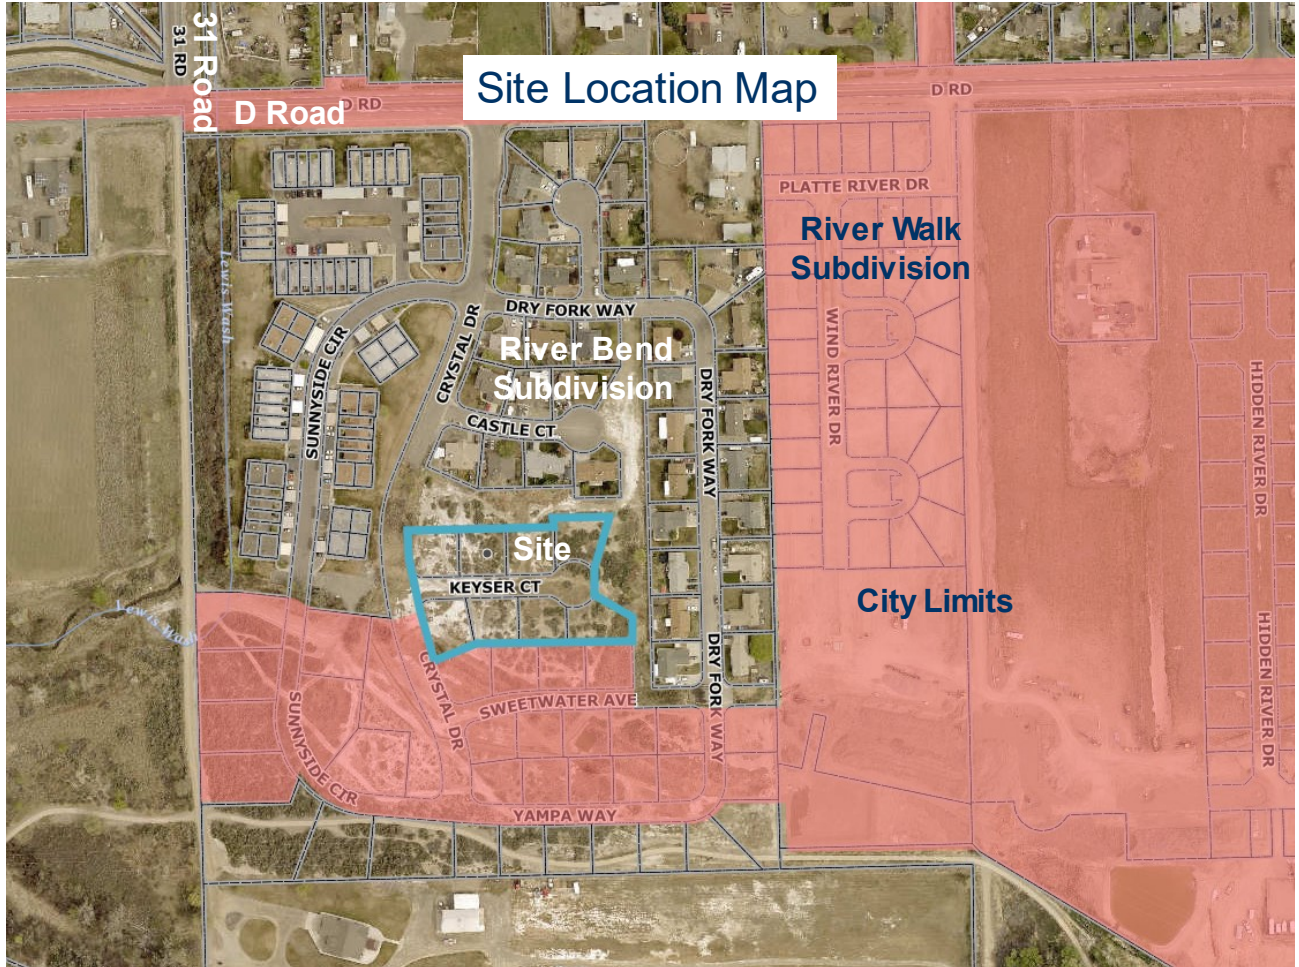 31 Road
31 RD
Site Location Map
D Road
D RD
D RD
PLATTE RIVER DR
River Walk
Subdivision
Lewis Wash
CRYSTAL DR
DRY FORK WAY
SUNNYSIDE CIR
River Bend
Subdivision
WIND RIVER DR
DRY FORK WAY
HIDDEN RIVER DR
CASTLE CT
Site
KEYSER CT
City Limits
Lewis Wash
CRYSTAL DR
DRY FORK WAY
HIDDEN RIVER DR
SUNNYSIDE CIR
SWEETWATER AVE
YAMPA WAY